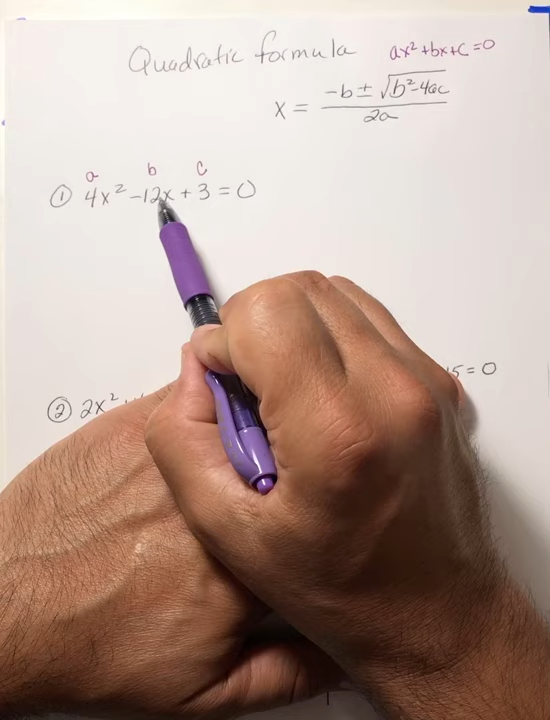 Quadratic formula ax²+bx+c=0
x = (-b ± √(b²-4ac)) / 2a
a b c
① 4x² -12x + 3 = 0
5 = 0
② 2x²